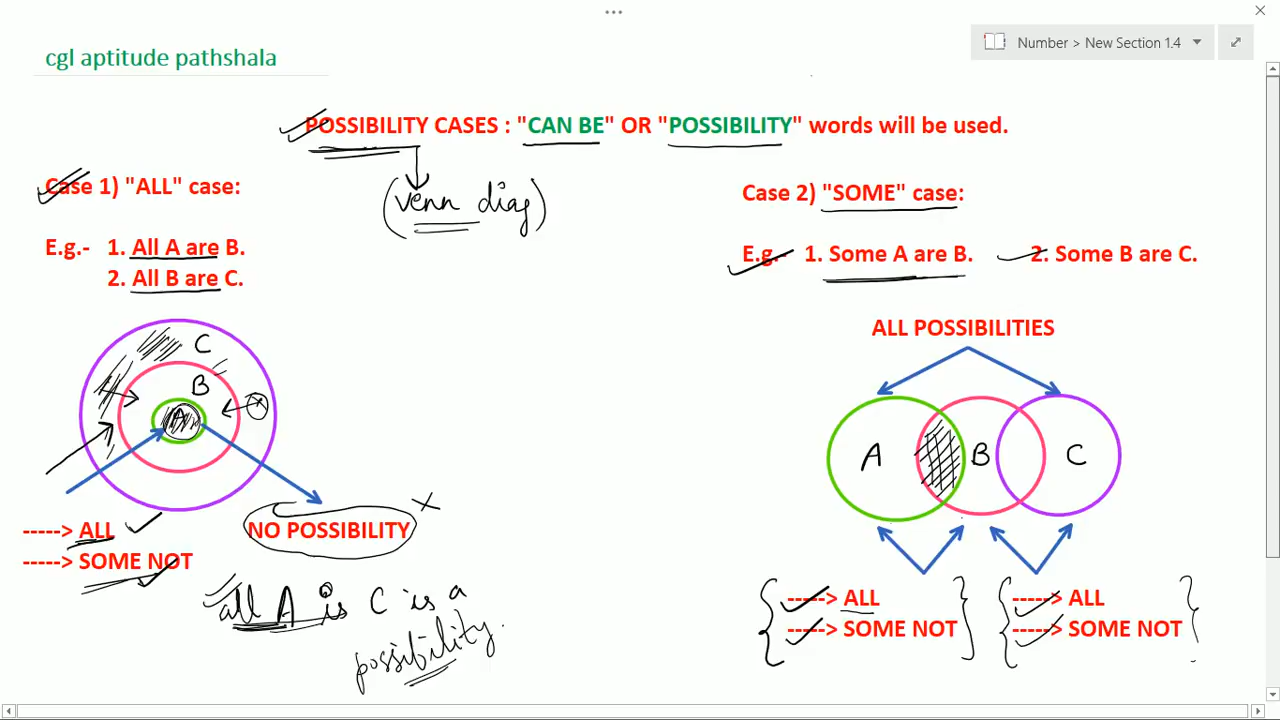 Number > New Section 1.4
cgl aptitude pathshala
POSSIBILITY CASES : "CAN BE" OR "POSSIBILITY" words will be used.
(venn diag)
Case 1) "ALL" case:
E.g.- 1. All A are B.
2. All B are C.
C
B
A
-----> ALL
-----> SOME NOT
NO POSSIBILITY
all A is C is a
possibility.
Case 2) "SOME" case:
E.g.- 1. Some A are B. 2. Some B are C.
ALL POSSIBILITIES
A B C
-----> ALL -----> ALL
-----> SOME NOT -----> SOME NOT